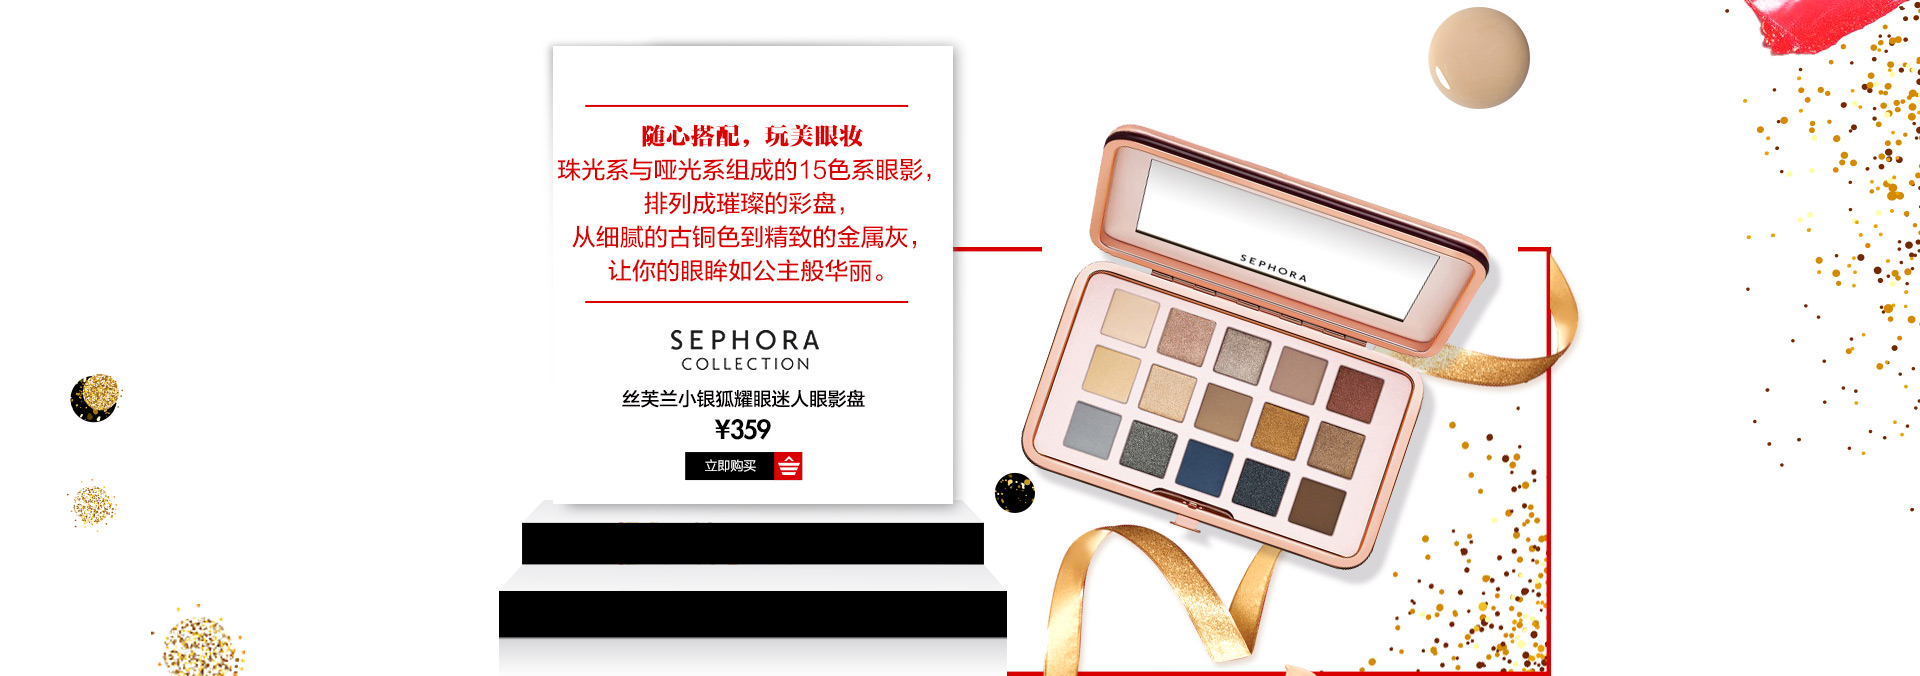 随心搭配，玩美眼妆
珠光系与哑光系组成的15色系眼影，
排列成璀璨的彩盘，
从细腻的古铜色到精致的金属灰，
让你的眼眸如公主般华丽。
SEPHORA
COLLECTION
丝芙兰小银狐耀眼迷人眼影盘
¥359
立即购买
SEPHORA